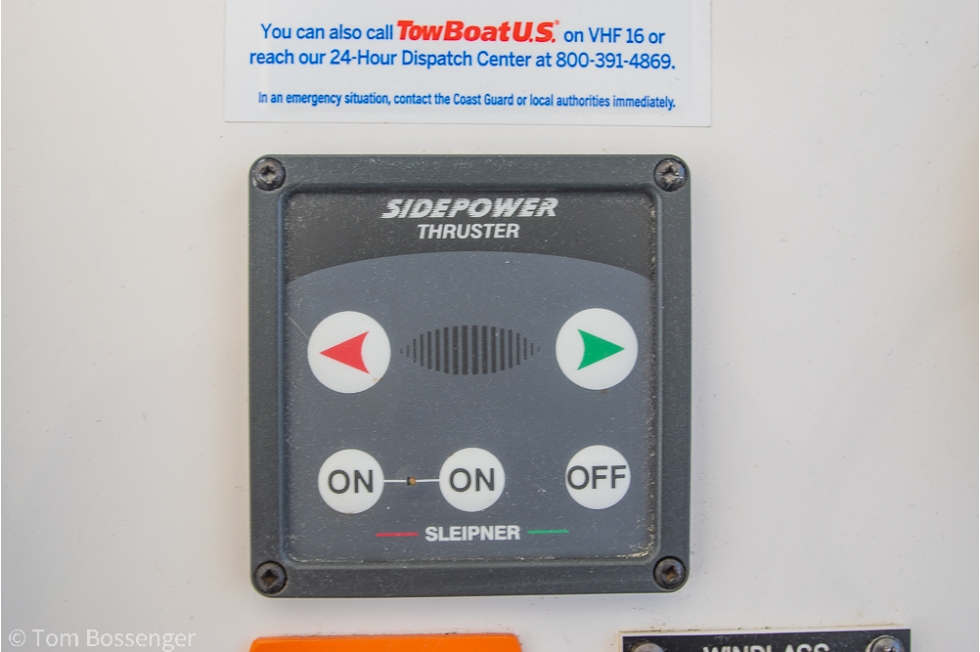 You can also call TowBoatU.S.® on VHF 16 or
reach our 24-Hour Dispatch Center at 800-391-4869.
In an emergency situation, contact the Coast Guard or local authorities immediately.
SIDEPOWER
THRUSTER
ON ON OFF
SLEIPNER
WINDLASS
© Tom Bossenger